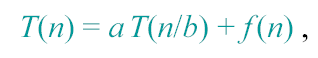 T(n) = a T(n/b) + f(n) ,